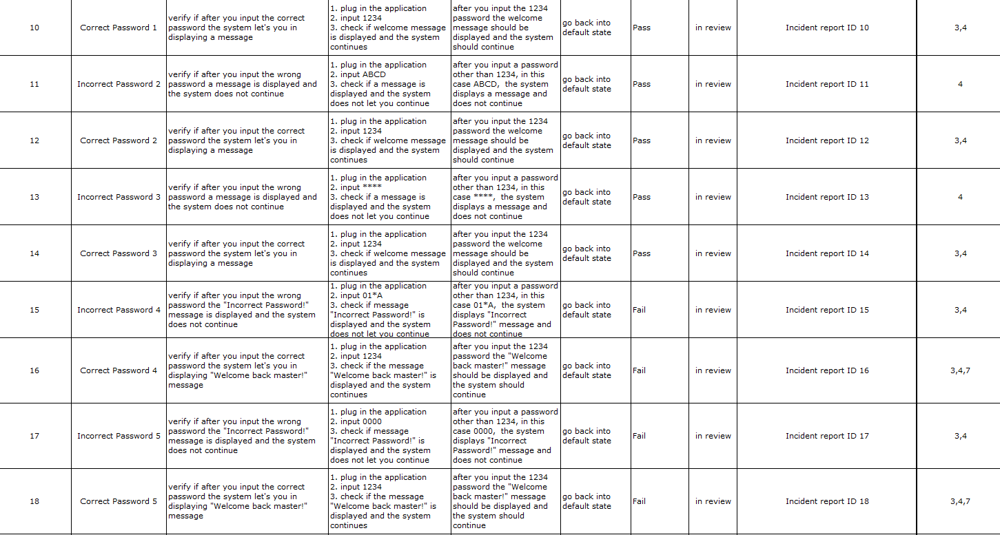 10
Correct Password 1
verify if after you input the correct
password the system let's you in
displaying a message
1. plug in the application
2. input 1234
3. check if welcome message
is displayed and the system
continues
after you input the 1234
password the welcome
message should be
displayed and the system
should continue
go back into
default state
Pass
in review
Incident report ID 10
3,4
11
Incorrect Password 2
verify if after you input the wrong
password a message is displayed and
the system does not continue
1. plug in the application
2. input ABCD
3. check if a message is
displayed and the system
does not let you continue
after you input a password
other than 1234, in this
case ABCD,  the system
displays a message and
does not continue
go back into
default state
Pass
in review
Incident report ID 11
4
12
Correct Password 2
verify if after you input the correct
password the system let's you in
displaying a message
1. plug in the application
2. input 1234
3. check if welcome message
is displayed and the system
continues
after you input the 1234
password the welcome
message should be
displayed and the system
should continue
go back into
default state
Pass
in review
Incident report ID 12
3,4
13
Incorrect Password 3
verify if after you input the wrong
password a message is displayed and
the system does not continue
1. plug in the application
2. input ****
3. check if a message is
displayed and the system
does not let you continue
after you input a password
other than 1234, in this
case ****,  the system
displays a message and
does not continue
go back into
default state
Pass
in review
Incident report ID 13
4
14
Correct Password 3
verify if after you input the correct
password the system let's you in
displaying a message
1. plug in the application
2. input 1234
3. check if welcome message
is displayed and the system
continues
after you input the 1234
password the welcome
message should be
displayed and the system
should continue
go back into
default state
Pass
in review
Incident report ID 14
3,4
15
Incorrect Password 4
verify if after you input the wrong
password the "Incorrect Password!"
message is displayed and the system
does not continue
1. plug in the application
2. input 01*A
3. check if message
"Incorrect Password!" is
displayed and the system
does not let you continue
after you input a password
other than 1234, in this
case 01*A,  the system
displays "Incorrect
Password!" message and
does not continue
go back into
default state
Fail
in review
Incident report ID 15
3,4
16
Correct Password 4
verify if after you input the correct
password the system let's you in
displaying "Welcome back master!"
message
1. plug in the application
2. input 1234
3. check if the message
"Welcome back master!" is
displayed and the system
continues
after you input the 1234
password the "Welcome
back master!" message
should be displayed and
the system should
continue
go back into
default state
Fail
in review
Incident report ID 16
3,4,7
17
Incorrect Password 5
verify if after you input the wrong
password the "Incorrect Password!"
message is displayed and the system
does not continue
1. plug in the application
2. input 0000
3. check if message
"Incorrect Password!" is
displayed and the system
does not let you continue
after you input a password
other than 1234, in this
case 0000,  the system
displays "Incorrect
Password!" message and
does not continue
go back into
default state
Fail
in review
Incident report ID 17
3,4
18
Correct Password 5
verify if after you input the correct
password the system let's you in
displaying "Welcome back master!"
message
1. plug in the application
2. input 1234
3. check if the message
"Welcome back master!" is
displayed and the system
continues
after you input the 1234
password the "Welcome
back master!" message
should be displayed and
the system should
continue
go back into
default state
Fail
in review
Incident report ID 18
3,4,7